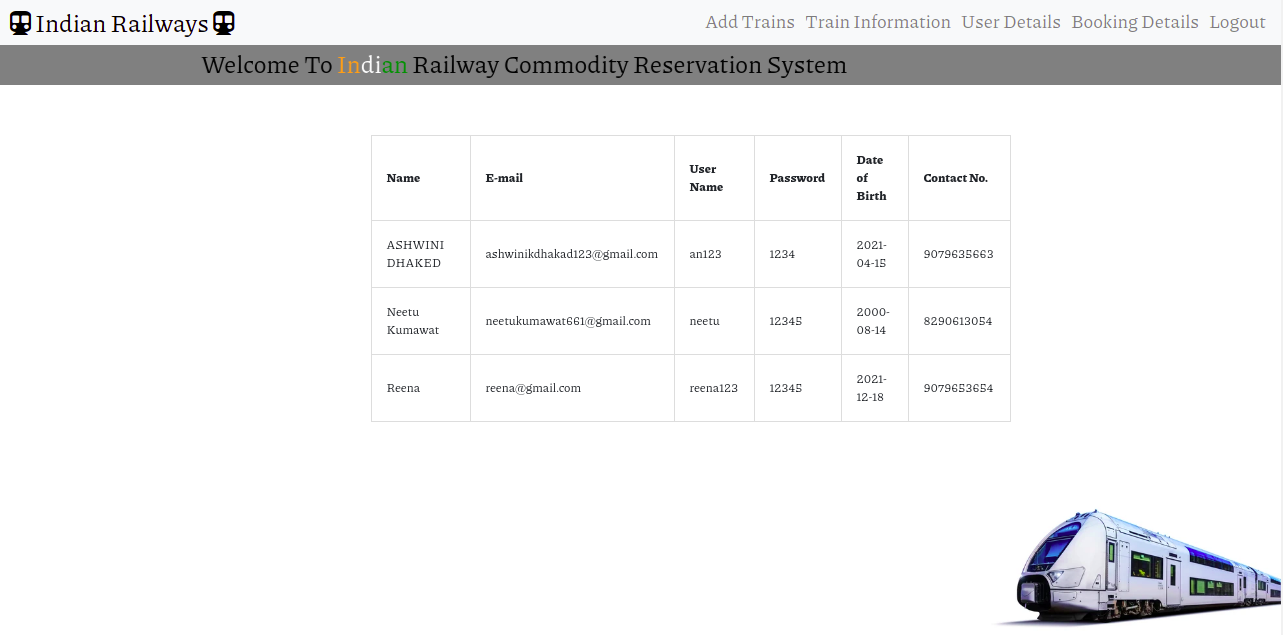 Indian Railways
Add Trains Train Information User Details Booking Details Logout
Welcome To Indian Railway Commodity Reservation System
Name E-mail User Name Password Date of Birth Contact No.
ASHWINI DHAKED ashwinikdhakad123@gmail.com an123 1234 2021-04-15 9079635663
Neetu Kumawat neetukumawat661@gmail.com neetu 12345 2000-08-14 8290613054
Reena reena@gmail.com reena123 12345 2021-12-18 9079653654